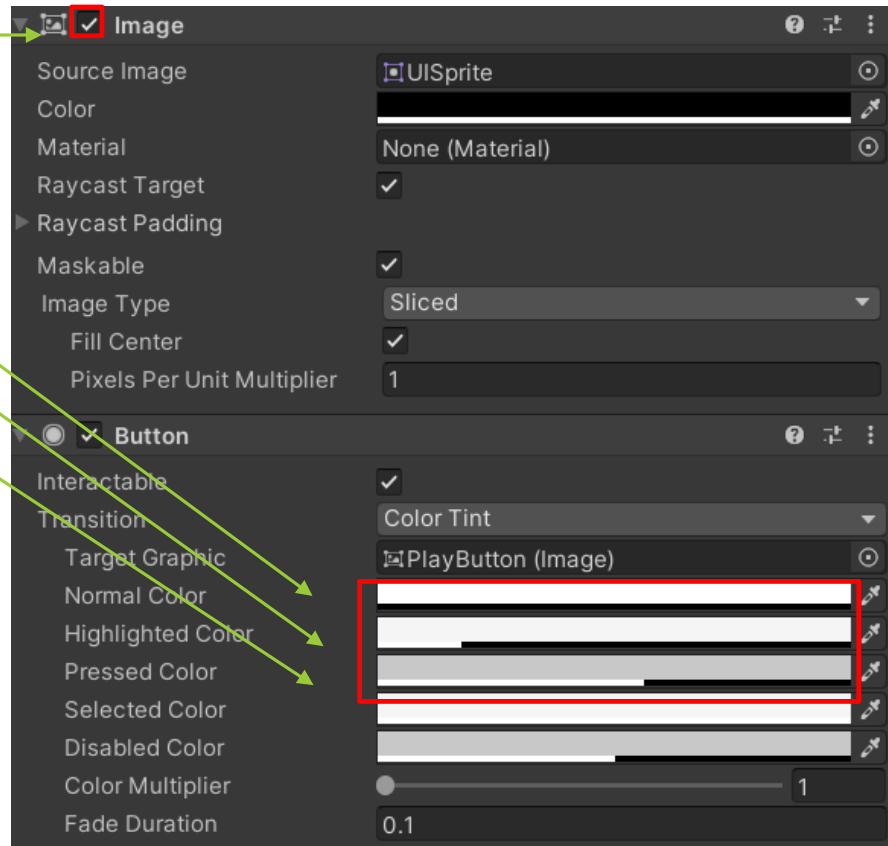 Image
Source Image UISprite
Color
Material None (Material)
Raycast Target
Raycast Padding
Maskable
Image Type Sliced
Fill Center
Pixels Per Unit Multiplier 1
Button
Interactable
Transition Color Tint
Target Graphic PlayButton (Image)
Normal Color
Highlighted Color
Pressed Color
Selected Color
Disabled Color
Color Multiplier 1
Fade Duration 0.1